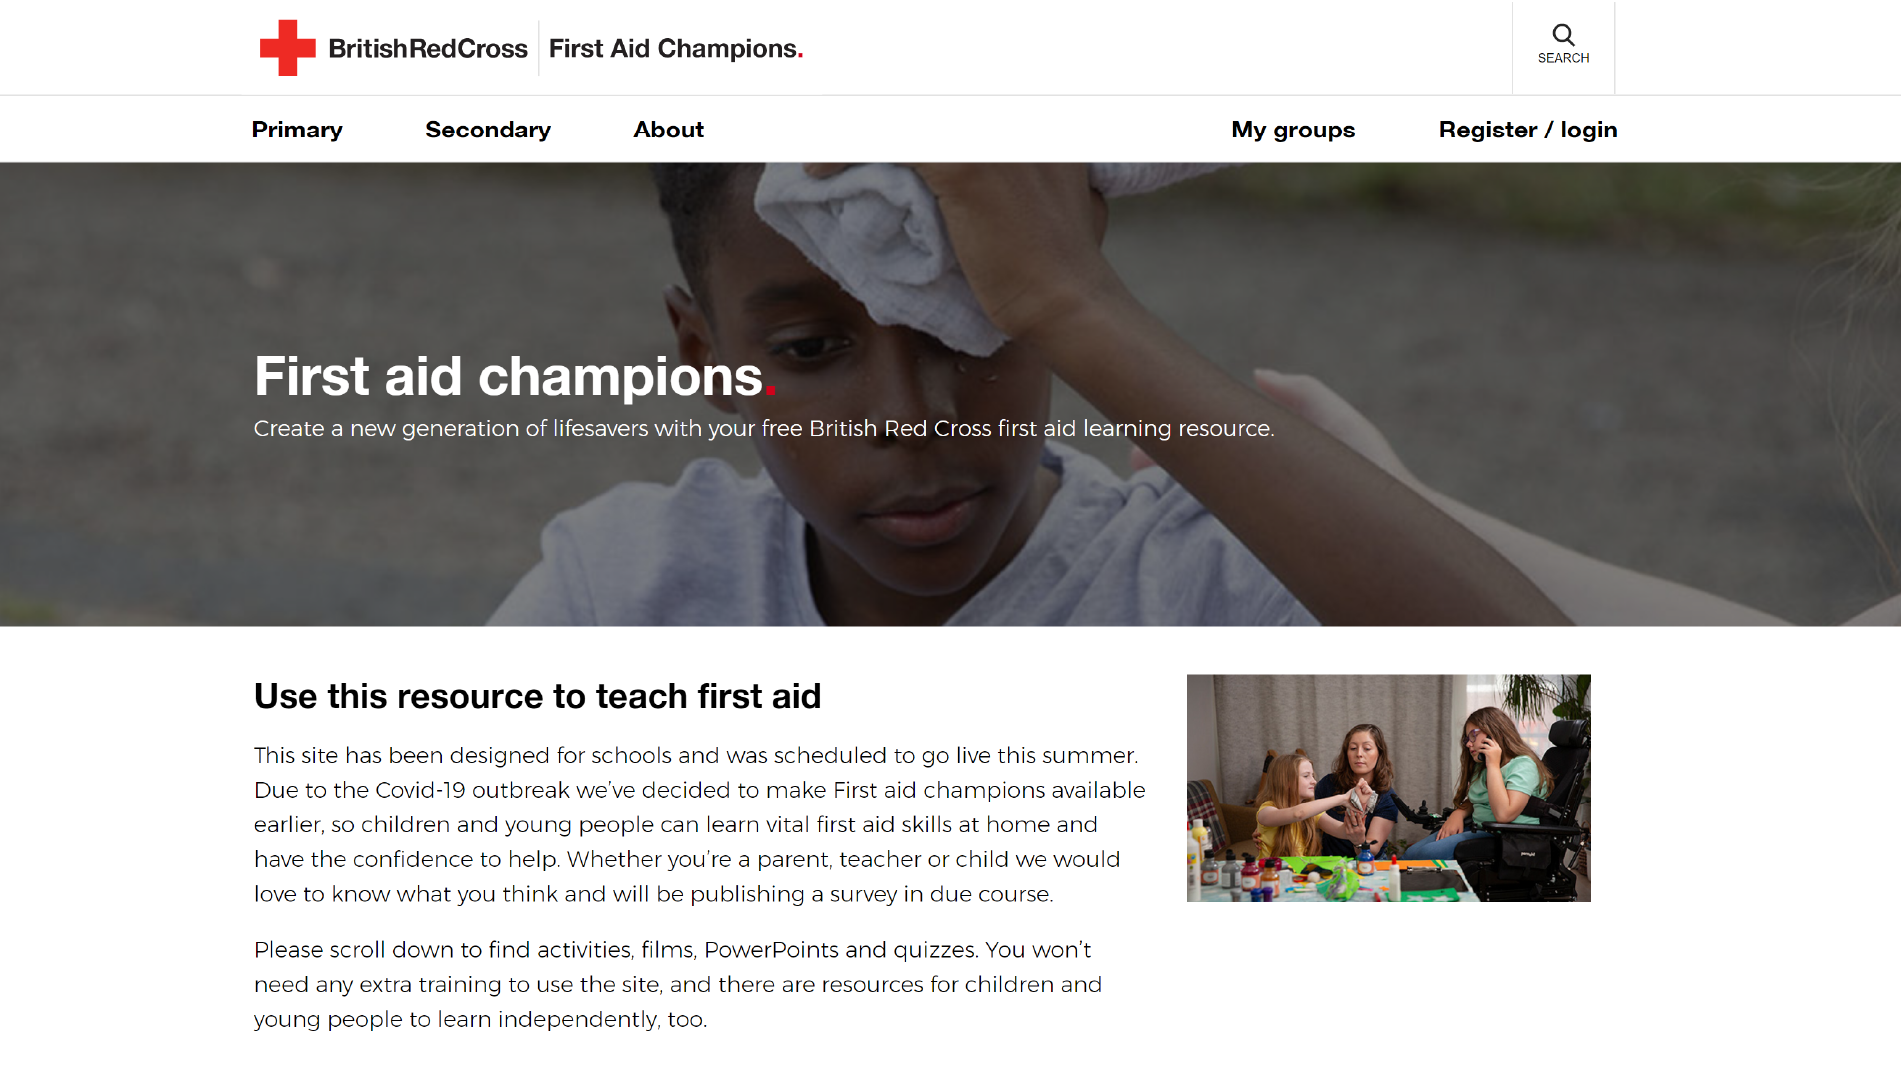 BritishRedCross First Aid Champions.
SEARCH
Primary Secondary About My groups Register / login
First aid champions.
Create a new generation of lifesavers with your free British Red Cross first aid learning resource.
Use this resource to teach first aid
This site has been designed for schools and was scheduled to go live this summer.
Due to the Covid-19 outbreak we’ve decided to make First aid champions available
earlier, so children and young people can learn vital first aid skills at home and
have the confidence to help. Whether you’re a parent, teacher or child we would
love to know what you think and will be publishing a survey in due course.
Please scroll down to find activities, films, PowerPoints and quizzes. You won’t
need any extra training to use the site, and there are resources for children and
young people to learn independently, too.